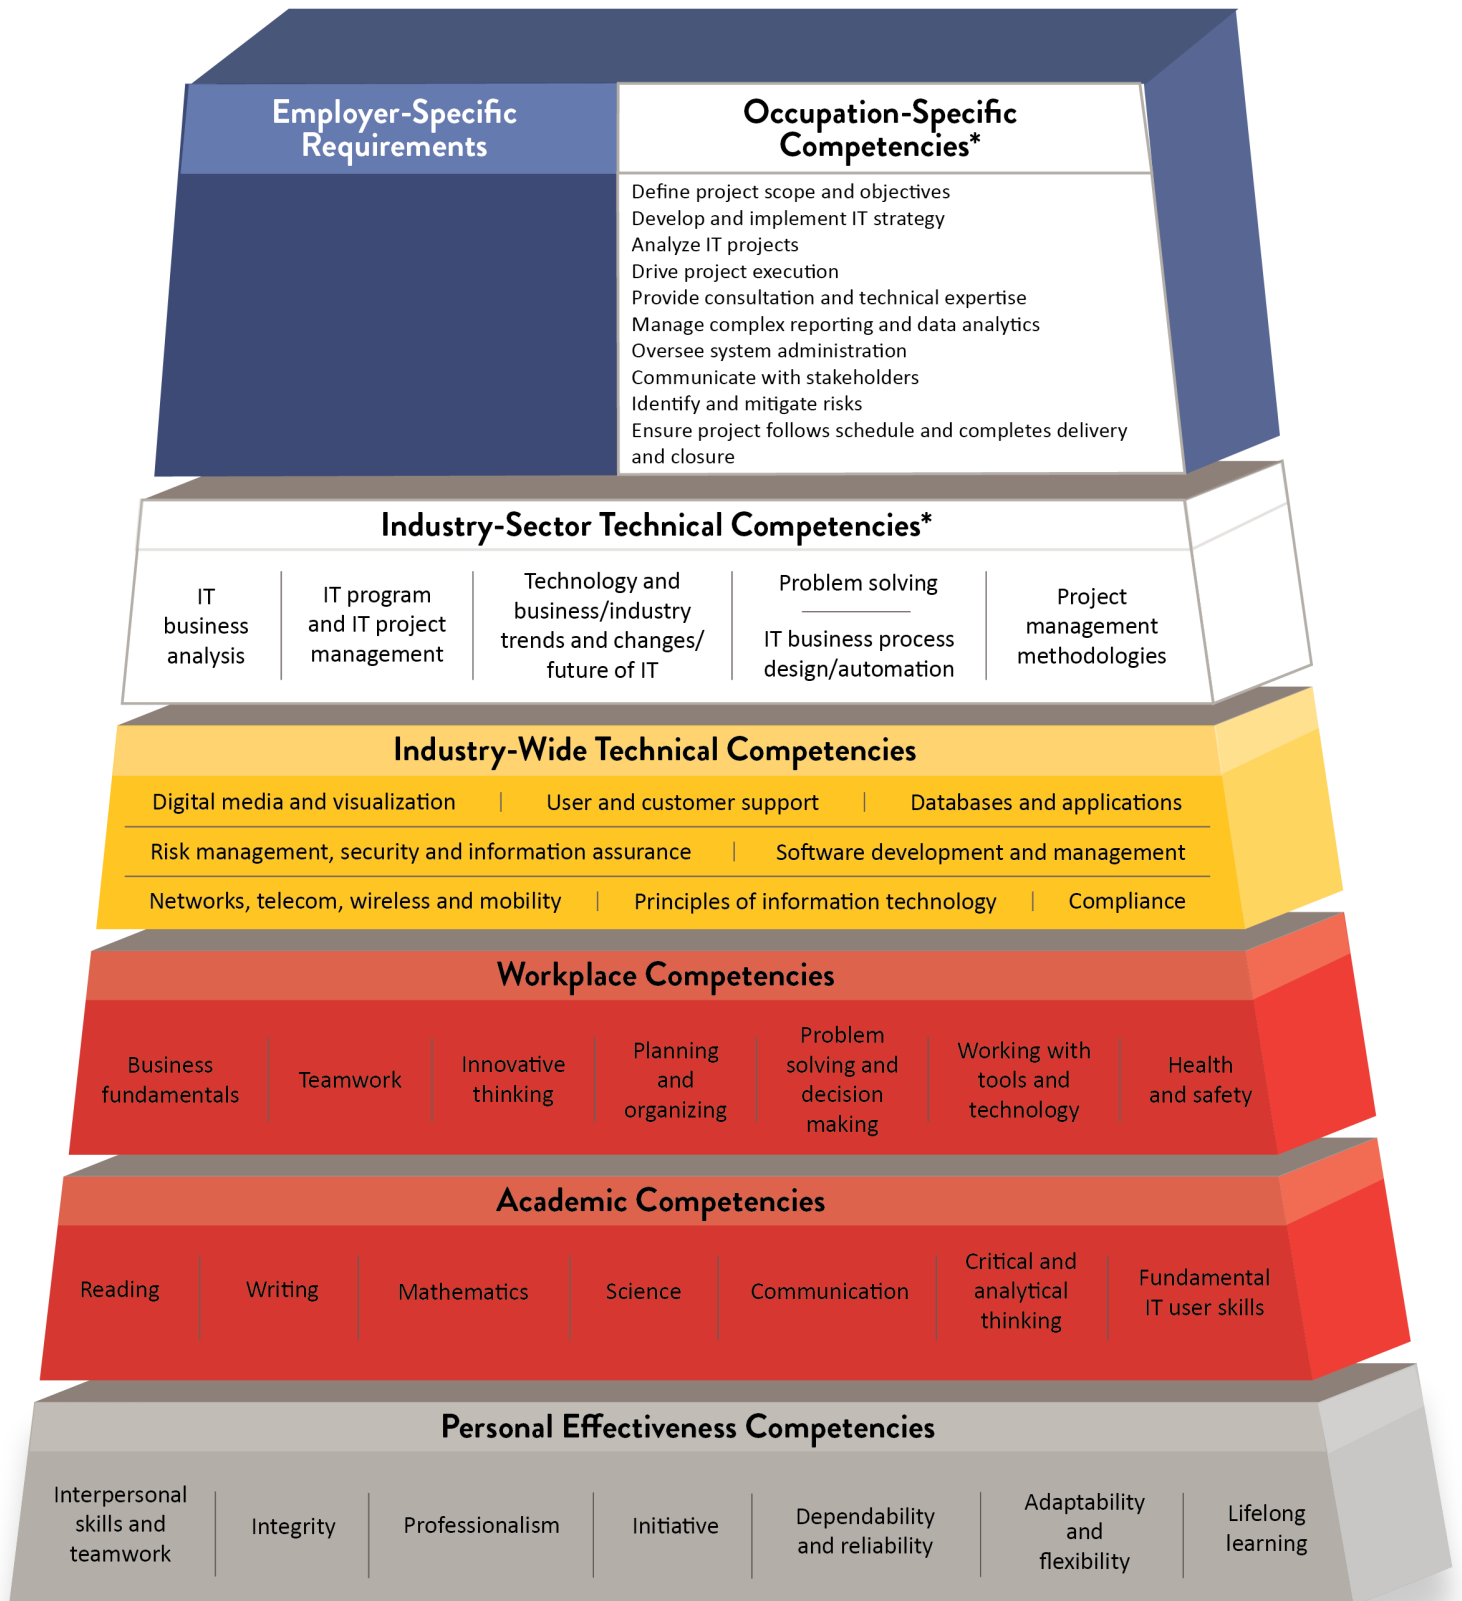 Employer-Specific
Requirements
Occupation-Specific
Competencies*
Define project scope and objectives
Develop and implement IT strategy
Analyze IT projects
Drive project execution
Provide consultation and technical expertise
Manage complex reporting and data analytics
Oversee system administration
Communicate with stakeholders
Identify and mitigate risks
Ensure project follows schedule and completes delivery
and closure
Industry-Sector Technical Competencies*
IT
business
analysis
IT program
and IT project
management
Technology and
business/industry
trends and changes/
future of IT
Problem solving
IT business process
design/automation
Project
management
methodologies
Industry-Wide Technical Competencies
Digital media and visualization
User and customer support
Databases and applications
Risk management, security and information assurance
Software development and management
Networks, telecom, wireless and mobility
Principles of information technology
Compliance
Workplace Competencies
Business
fundamentals
Teamwork
Innovative
thinking
Planning
and
organizing
Problem
solving and
decision
making
Working with
tools and
technology
Health
and safety
Academic Competencies
Reading
Writing
Mathematics
Science
Communication
Critical and
analytical
thinking
Fundamental
IT user skills
Personal Effectiveness Competencies
Interpersonal
skills and
teamwork
Integrity
Professionalism
Initiative
Dependability
and reliability
Adaptability
and
flexibility
Lifelong
learning